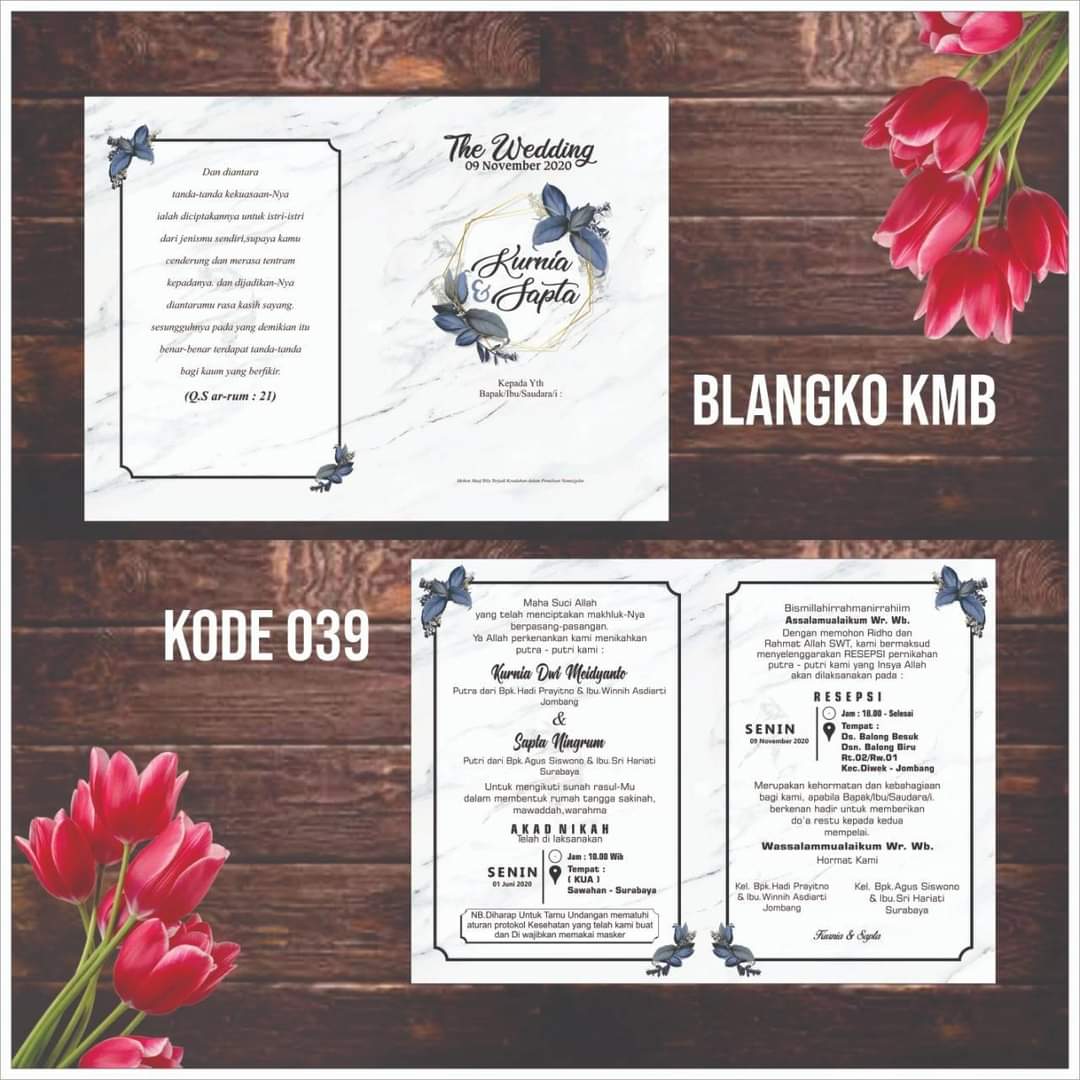 Dan diantara
tanda-tanda kekuasaan-Nya
ialah diciptakannya untuk istri-istri
dari jenismu sendiri,supaya kamu
cenderung dan merasa tentram
kepadanya. dan dijadikan-Nya
diantaramu rasa kasih sayang.
sesungguhnya pada yang demikian itu
benar-benar terdapat tanda-tanda
bagi kaum yang berfikir.
(Q.S ar-rum : 21)
The Wedding
09 November 2020
Kurnia
& Sapta
Kepada Yth
Bapak/Ibu/Saudara/i :
Mohon Maaf Bila Terjadi Kesalahan dalam Penulisan Nama/gelar
BLANGKO KMB
KODE 039
Maha Suci Allah
yang telah menciptakan makhluk-Nya
berpasang-pasangan.
Ya Allah perkenankan kami menikahkan
putra - putri kami :
Kurnia Dwi Meidyanto
Putra dari Bpk.Hadi Prayitno & Ibu.Winnih Asdiarti
Jombang
&
Sapta Ningrum
Putri dari Bpk.Agus Siswono & Ibu.Sri Hariati
Surabaya
Untuk mengikuti sunah rasul-Mu
dalam membentuk rumah tangga sakinah,
mawaddah,warahma
AKAD NIKAH
Telah di laksanakan
SENIN
01 Juni 2020
Jam : 10.00 Wib
Tempat :
( KUA )
Sawahan - Surabaya
NB.Diharap Untuk Tamu Undangan mematuhi
aturan protokol Kesehatan yang telah kami buat
dan Di wajibkan memakai masker
Bismillahirrahmanirrahiim
Assalamualaikum Wr. Wb.
Dengan memohon Ridho dan
Rahmat Allah SWT, kami bermaksud
menyelenggarakan RESEPSI pernikahan
putra - putri kami yang Insya Allah
akan dilaksanakan pada :
RESEPSI
SENIN
09 November 2020
Jam : 10.00 - Selesai
Tempat :
Ds. Balong Besuk
Dsn. Balong Biru
Rt.02/Rw.01
Kec.Diwek - Jombang
Merupakan kehormatan dan kebahagiaan
bagi kami, apabila Bapak/Ibu/Saudara/i.
berkenan hadir untuk memberikan
do'a restu kepada kedua
mempelai.
Wassalammualaikum Wr. Wb.
Hormat Kami
Kel. Bpk.Hadi Prayitno
& Ibu.Winnih Asdiarti
Jombang
Kel. Bpk.Agus Siswono
& Ibu.Sri Hariati
Surabaya
Kurnia & Sapta